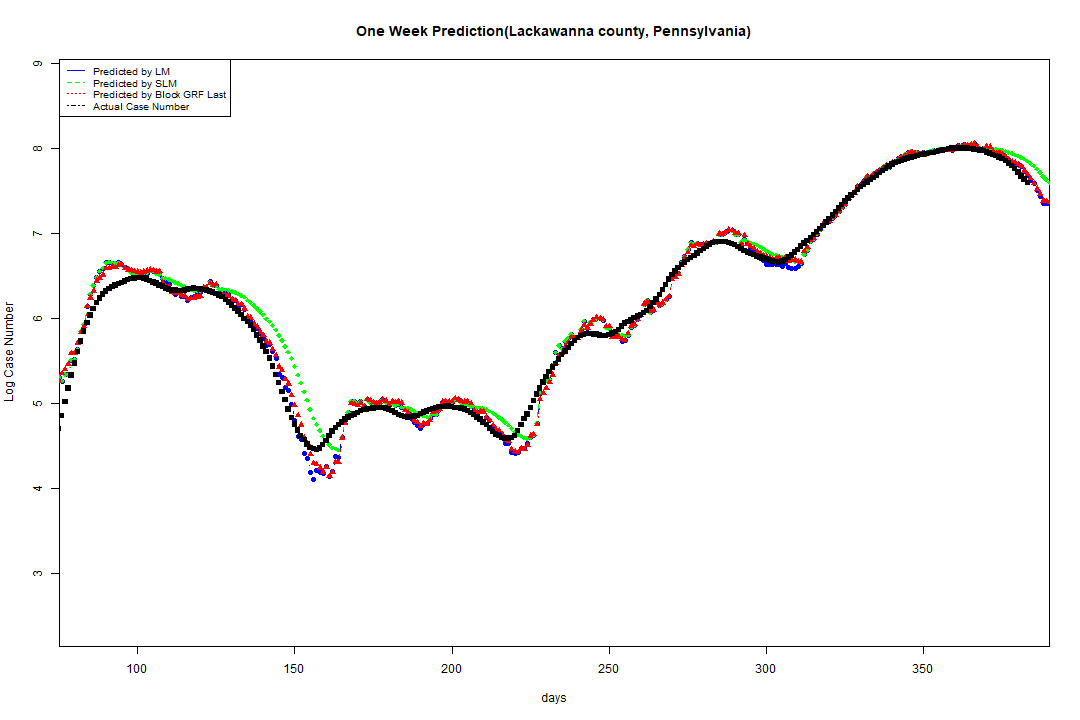 One Week Prediction(Lackawanna county, Pennsylvania)
Predicted by LM
Predicted by SLM
Predicted by Block GRF Last
Actual Case Number
9
8
7
6
5
4
3
Log Case Number
100 150 200 250 300 350
days